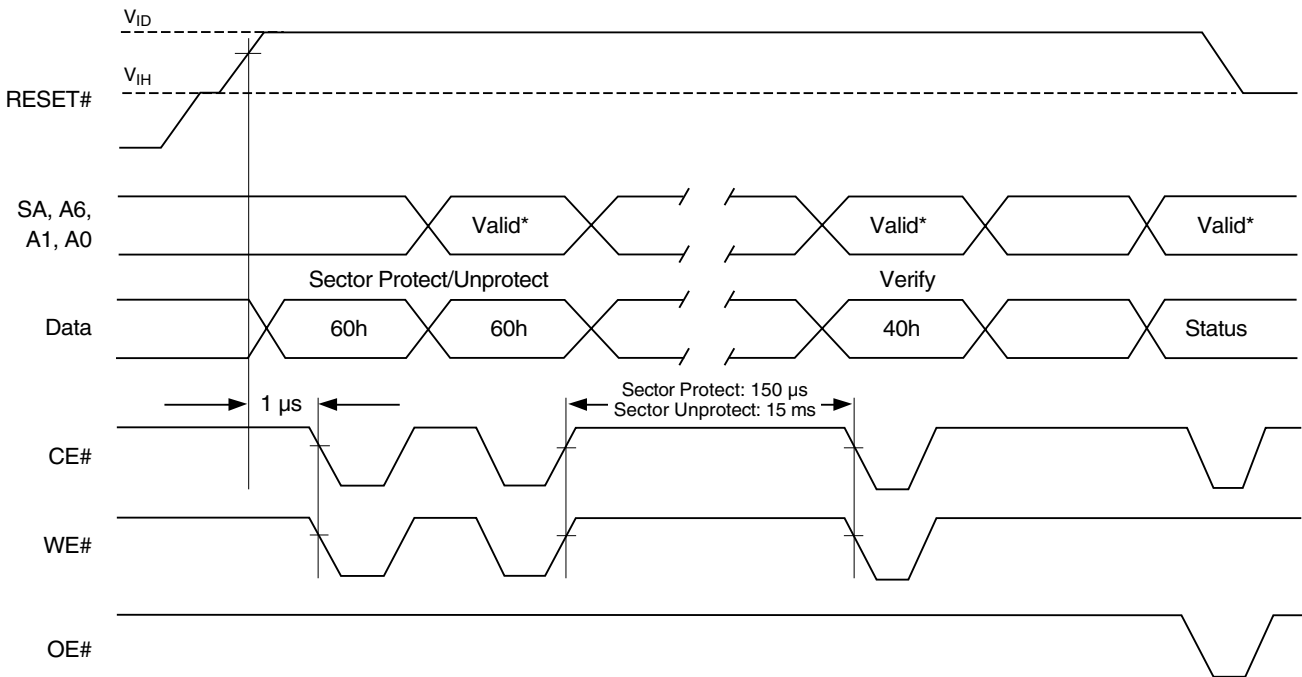 VID
VIH
RESET#
SA, A6,
A1, A0
Valid*
Valid*
Valid*
Sector Protect/Unprotect
Verify
Data
60h
60h
40h
Status
1 µs
Sector Protect: 150 µs
Sector Unprotect: 15 ms
CE#
WE#
OE#